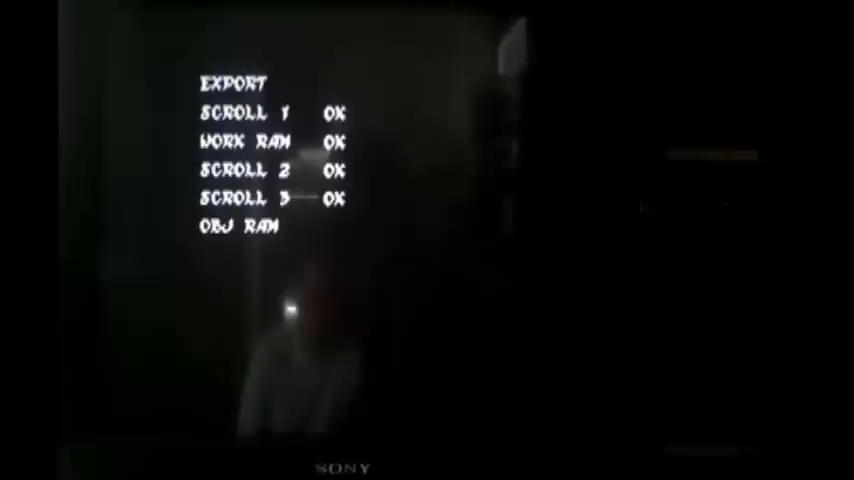 EXPORT
SCROLL 1 OK
WORK RAM OK
SCROLL 2 OK
SCROLL 3 OK
OBJ RAM
SONY